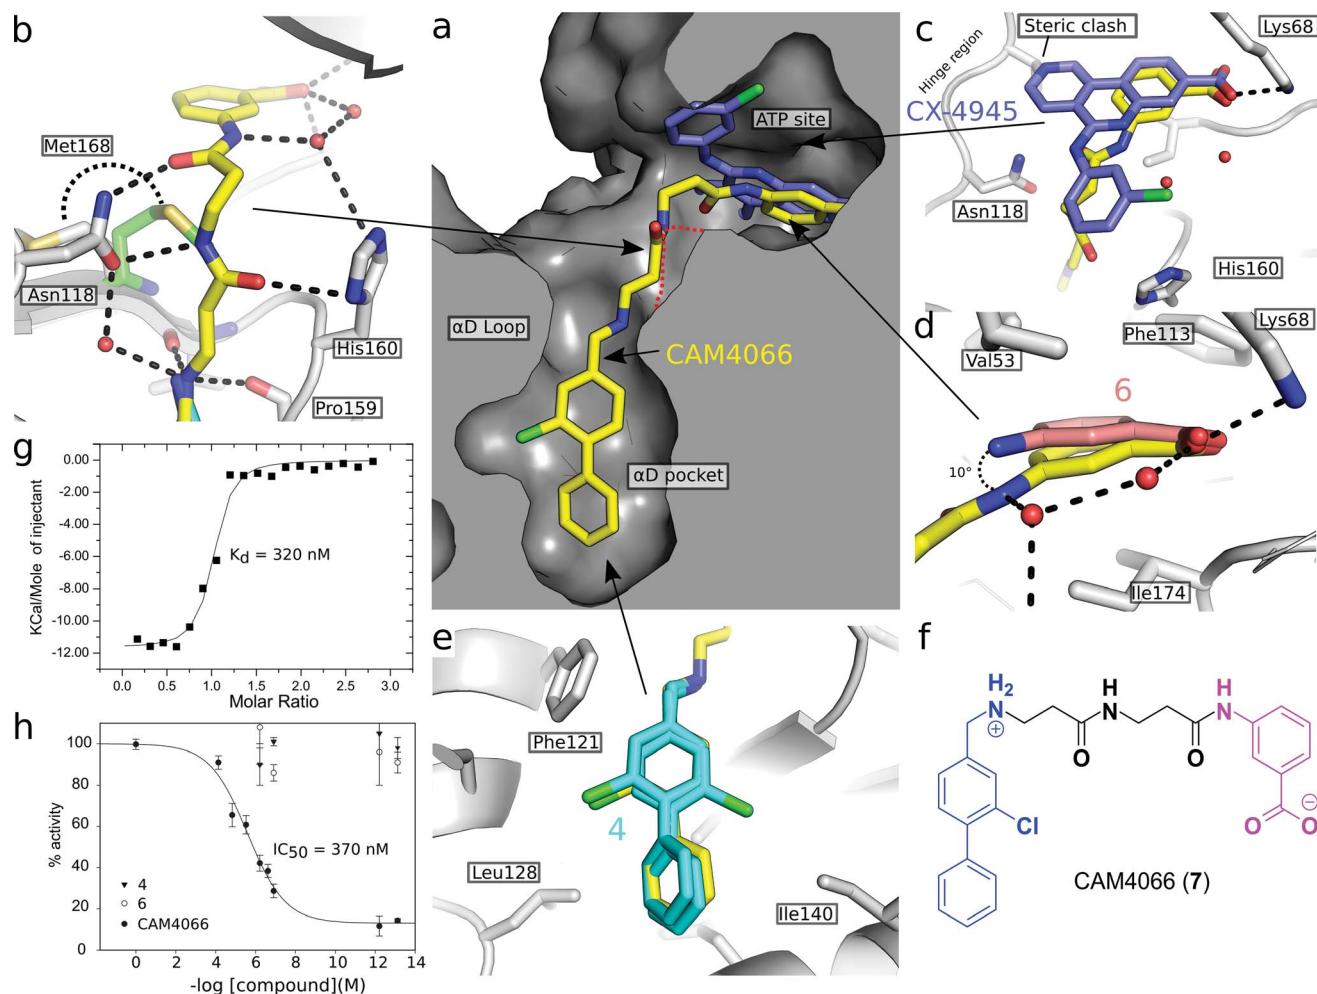 b
Met168
Asn118
His160
Pro159
a
ATP site
αD Loop
CAM4066
αD pocket
c
Steric clash
Hinge region
Lys68
CX-4945
Asn118
His160
d
Val53
Phe113
Lys68
6
10°
Ile174
g
KCal/Mole of injectant
0.00
-2.00
-4.00
-6.00
-8.00
-10.00
-12.00
Kd = 320 nM
0.0 0.5 1.0 1.5 2.0 2.5 3.0
Molar Ratio
h
% activity
100
80
60
40
20
0
IC50 = 370 nM
4
6
CAM4066
-2 0 2 4 6 8 10 12 14
-log [compound](M)
e
Phe121
4
Leu128
Ile140
f
H2
N
⊕
H
N
O
O
H
N
Cl
O
O
⊖
CAM4066 (7)